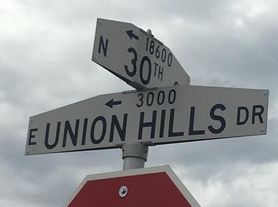 ← 18600
N 30TH S
← 3000
E UNION HILLS DR